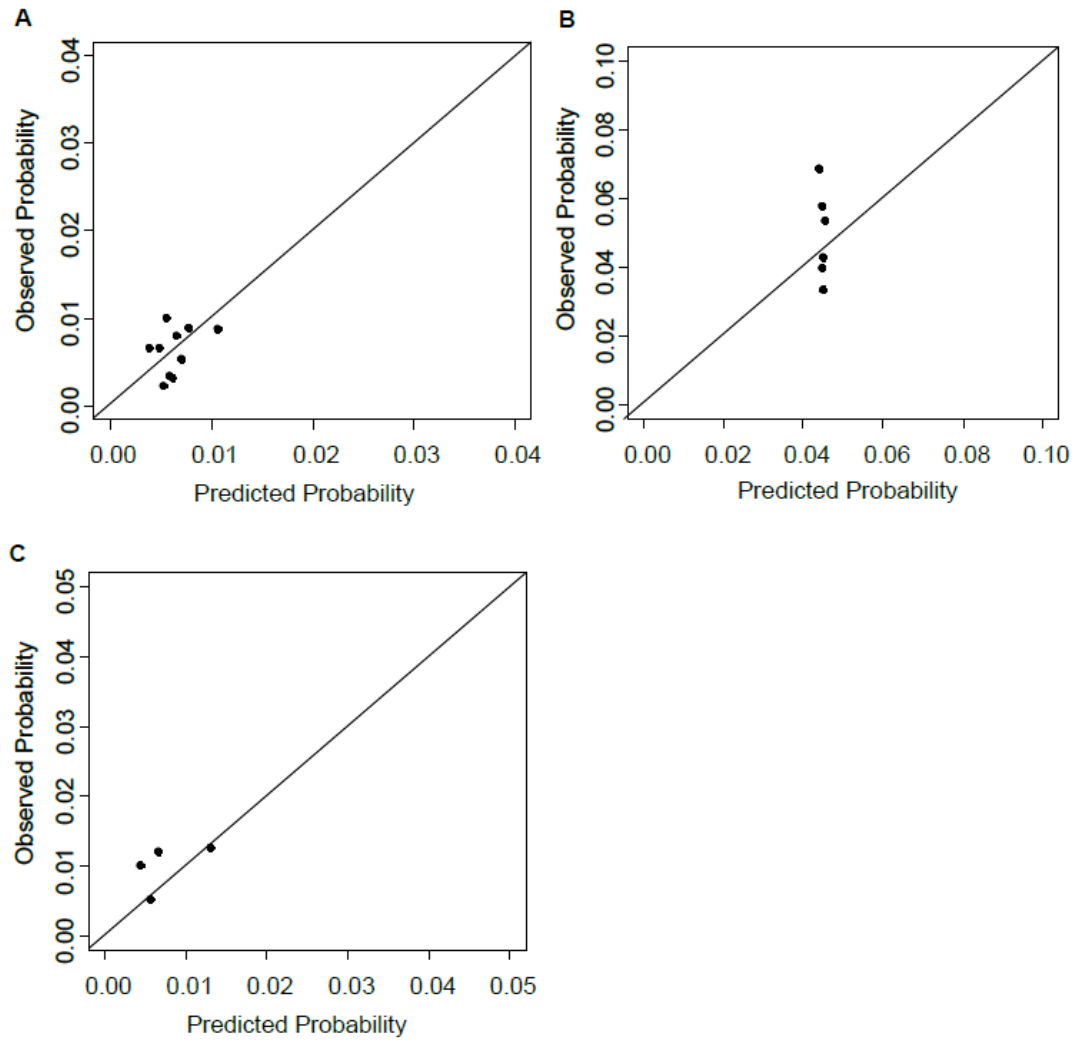 A
Observed Probability
0.04
0.03
0.02
0.01
0.00
0.00 0.01 0.02 0.03 0.04
Predicted Probability
B
Observed Probability
0.10
0.08
0.06
0.04
0.02
0.00
0.00 0.02 0.04 0.06 0.08 0.10
Predicted Probability
C
Observed Probability
0.05
0.04
0.03
0.02
0.01
0.00
0.00 0.01 0.02 0.03 0.04 0.05
Predicted Probability